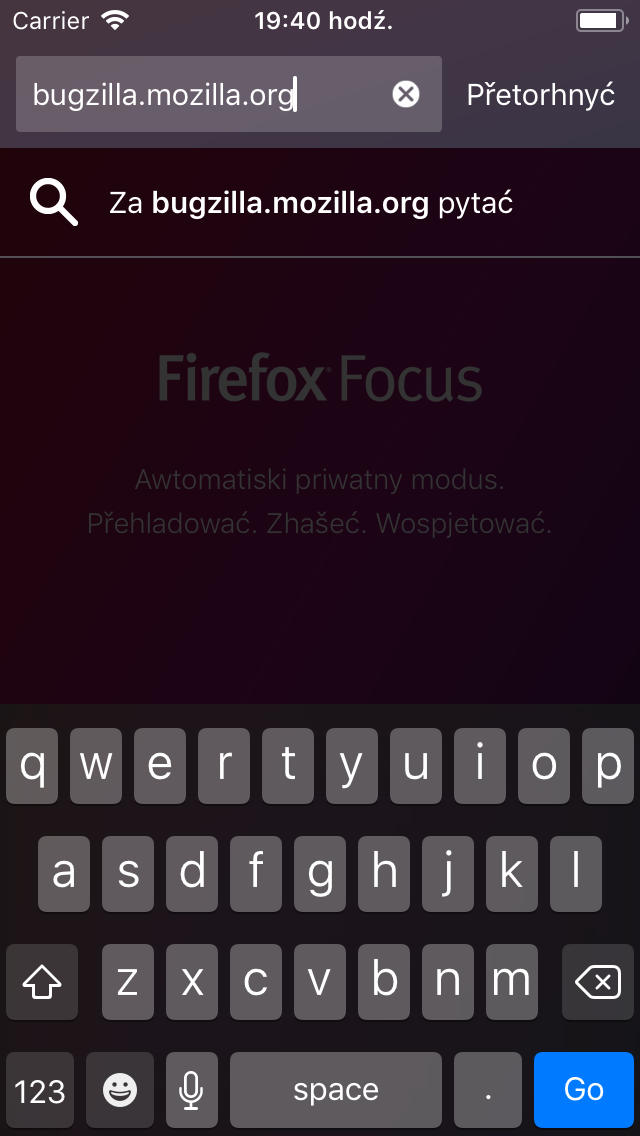 Carrier 19:40 hodź.
bugzilla.mozilla.org Přetorhnyć
Za bugzilla.mozilla.org pytać
Firefox Focus
Awtomatiski priwatny modus.
Přehladować. Zhašeć. Wospjetować.
q w e r t y u i o p
a s d f g h j k l
z x c v b n m
123 space . Go